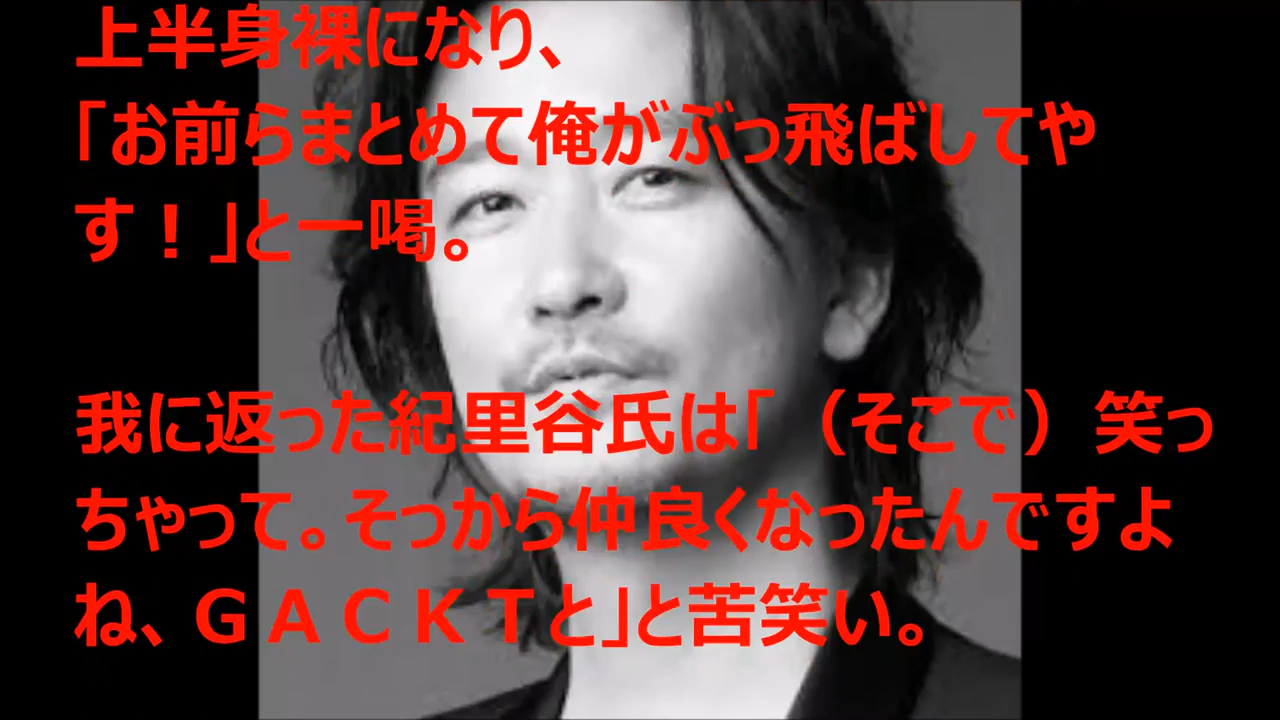 上半身裸になり、
「お前らまとめて俺がぶっ飛ばしてや
す！」と一喝。
我に返った紀里谷氏は「（そこで）笑っ
ちゃって。そっから仲良くなったんですよ
ね、ＧＡＣＫＴと」と苦笑い。